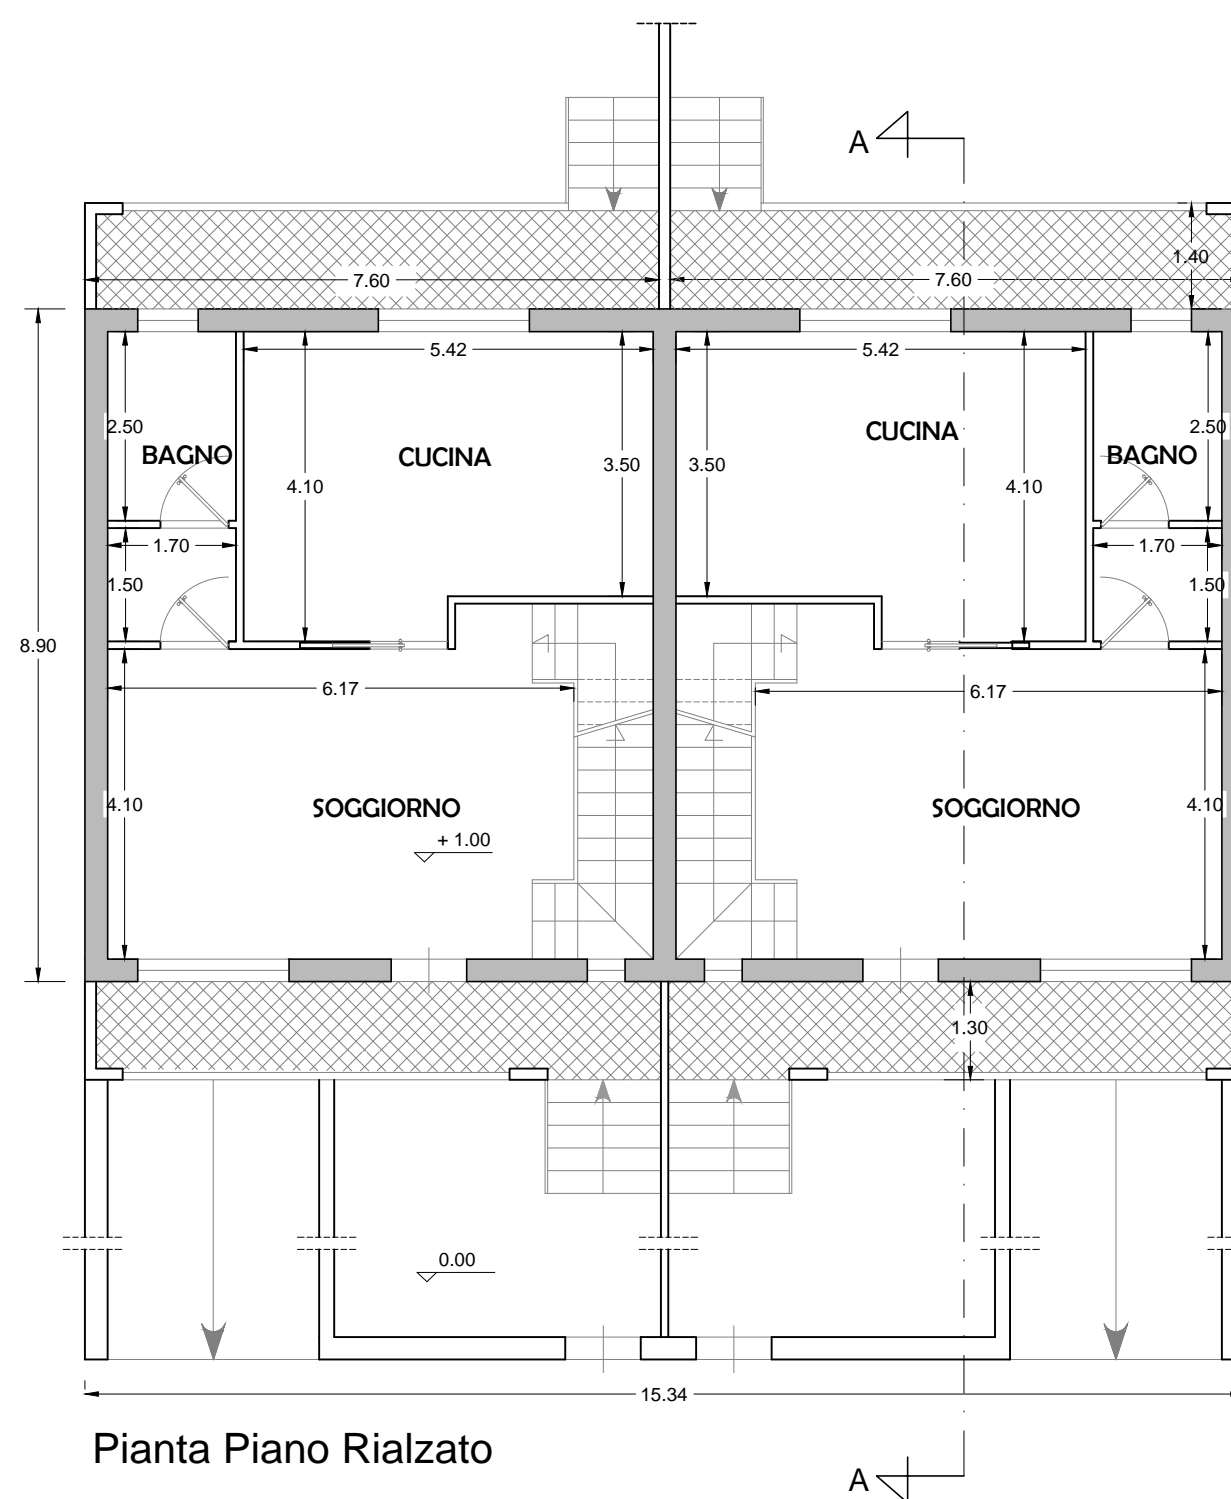 A
1.40
7.60 7.60
5.42 5.42
2.50 2.50
CUCINA
BAGNO CUCINA BAGNO
3.50 3.50
4.10 4.10
1.70 1.70
1.50 1.50
8.90
6.17 6.17
4.10 SOGGIORNO SOGGIORNO 4.10
+ 1.00
1.30
0.00
15.34
Pianta Piano Rialzato
A